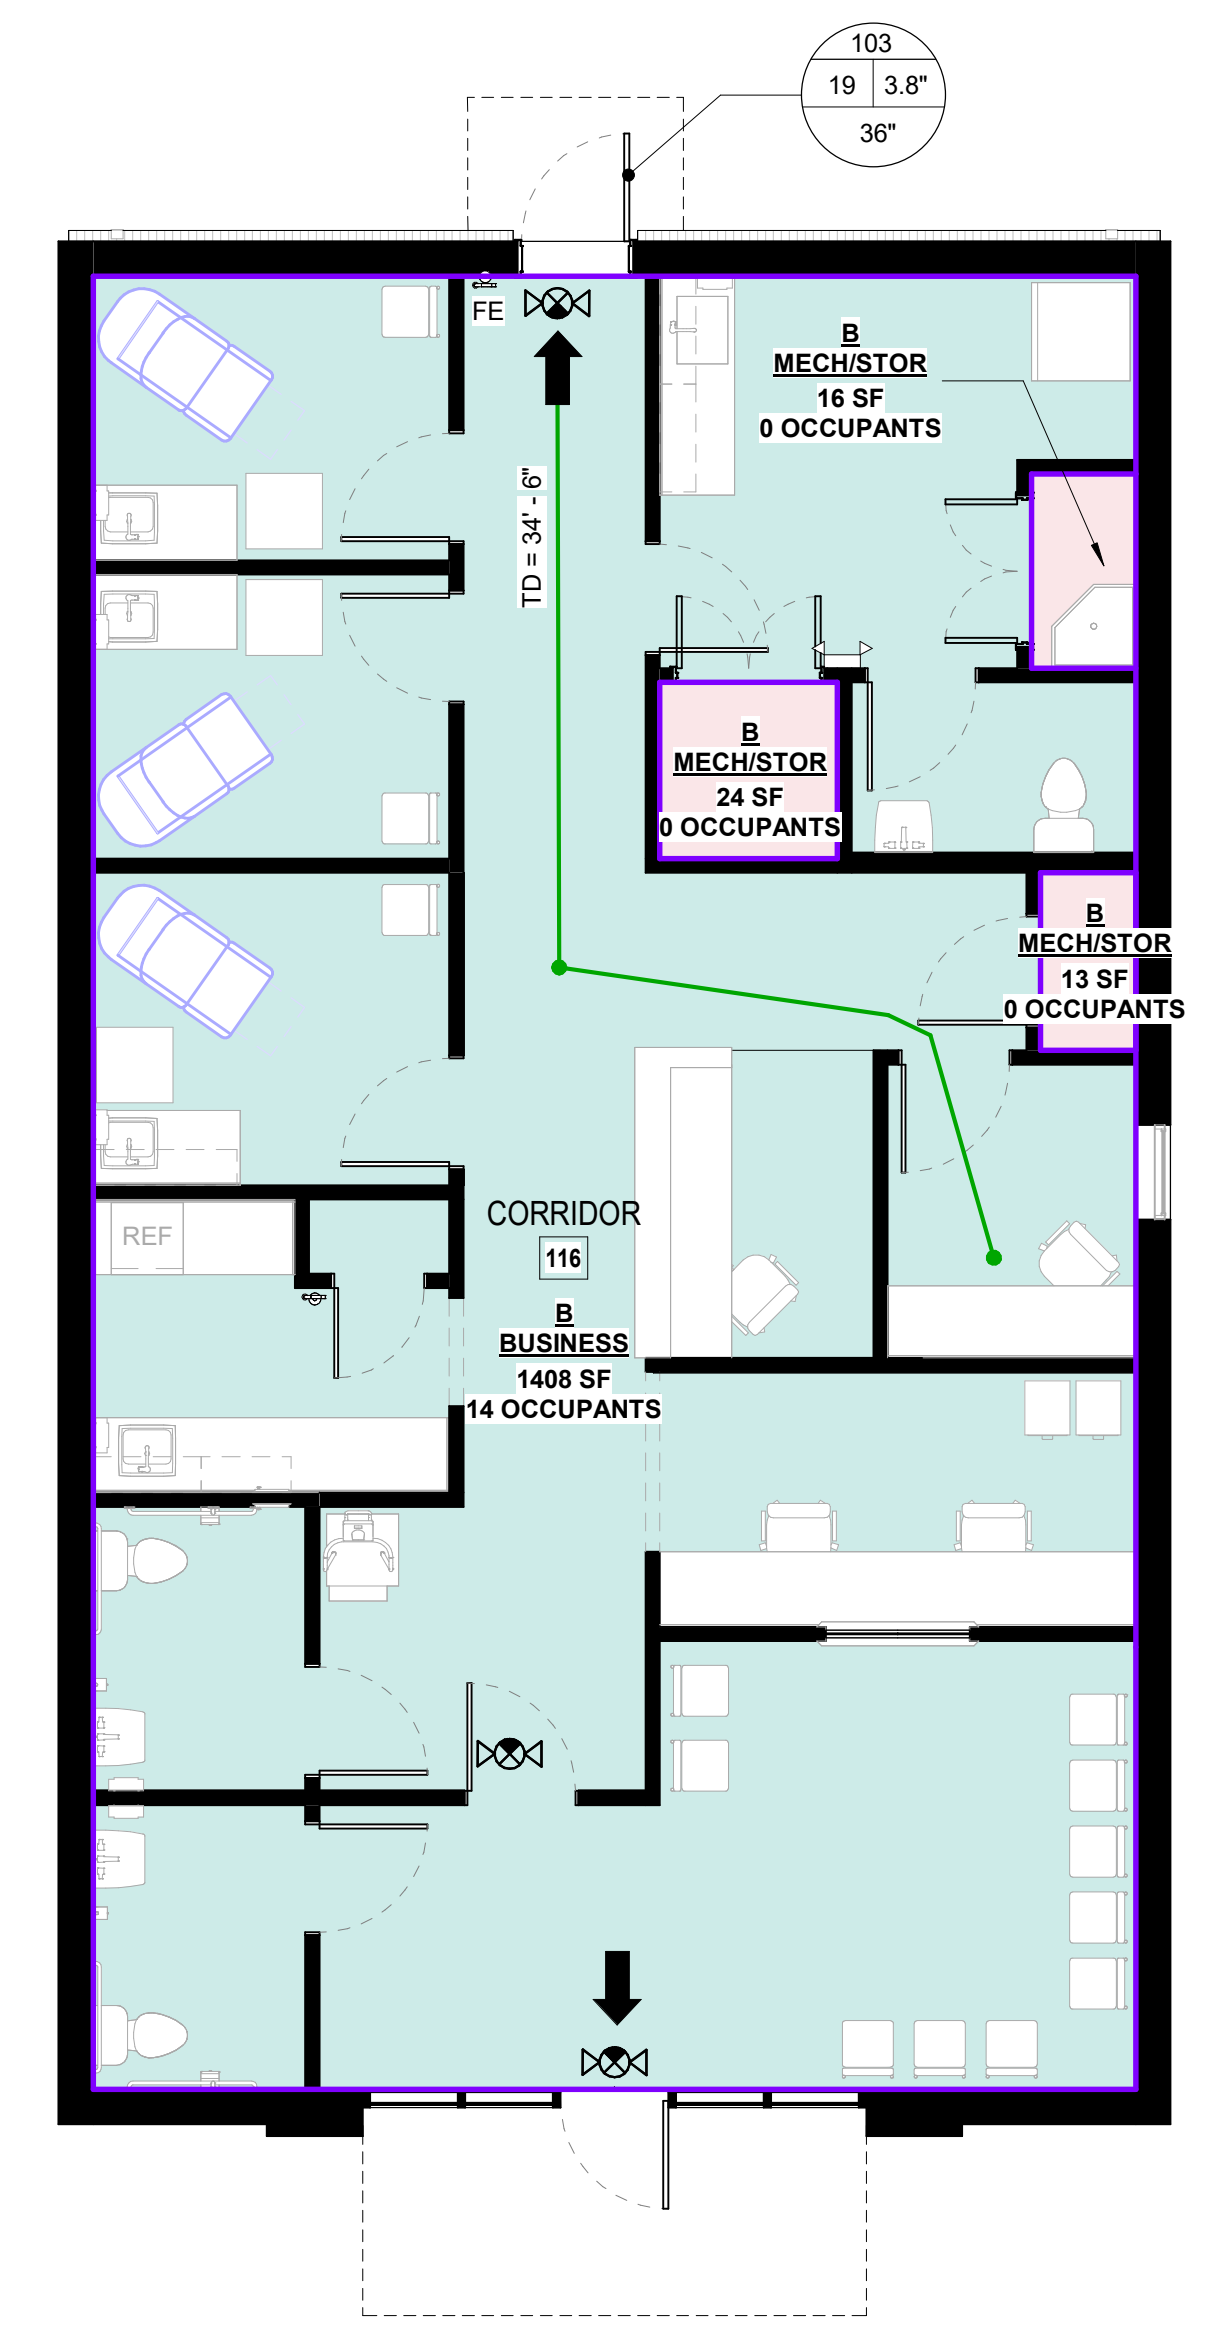 103
19 3.8"
36"
FE
B
MECH/STOR
16 SF
0 OCCUPANTS
TD = 34' - 6"
B
MECH/STOR
24 SF
0 OCCUPANTS
B
MECH/STOR
13 SF
0 OCCUPANTS
REF
CORRIDOR
116
B
BUSINESS
1408 SF
14 OCCUPANTS